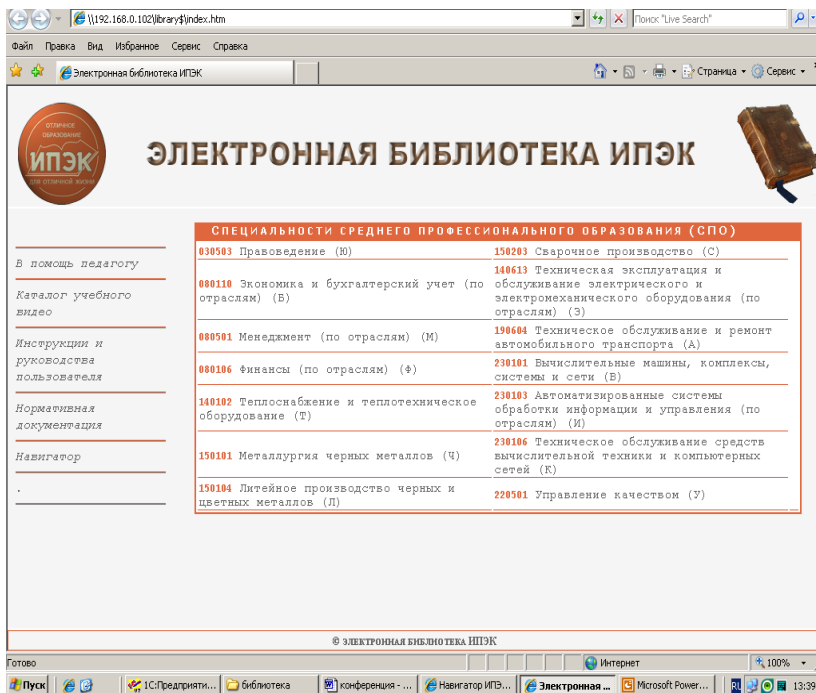 \\192.168.0.102\library$\index.htm
Поиск "Live Search"
Файл Правка Вид Избранное Сервис Справка
Электронная библиотека ИПЭК
Страница Сервис
ОТЛИЧНОЕ
ОБРАЗОВАНИЕ
ИПЭК
ДЛЯ ОТЛИЧНОЙ ЖИЗНИ
ЭЛЕКТРОННАЯ БИБЛИОТЕКА ИПЭК
В помощь педагогу
Каталог учебного
видео
Инструкции и
руководства
пользователя
Нормативная
документация
Навигатор
.
СПЕЦИАЛЬНОСТИ СРЕДНЕГО ПРОФЕССИОНАЛЬНОГО ОБРАЗОВАНИЯ (СПО)
030503 Правоведение (Ю)
150203 Сварочное производство (С)
080110 Экономика и бухгалтерский учет (по
отраслям) (Б)
140613 Техническая эксплуатация и
обслуживание электрического и
электромеханического оборудования (по
отраслям) (Э)
080501 Менеджмент (по отраслям) (М)
190604 Техническое обслуживание и ремонт
автомобильного транспорта (А)
080106 Финансы (по отраслям) (Ф)
230101 Вычислительные машины, комплексы,
системы и сети (В)
140102 Теплоснабжение и теплотехническое
оборудование (Т)
230103 Автоматизированные системы
обработки информации и управления (по
отраслям) (И)
150101 Металлургия черных металлов (Ч)
230106 Техническое обслуживание средств
вычислительной техники и компьютерных
сетей (К)
150104 Литейное производство черных и
цветных металлов (Л)
220501 Управление качеством (У)
© ЭЛЕКТРОННАЯ БИБЛИОТЕКА ИПЭК
Готово
Интернет
100%
Пуск
1С:Предприяти...
библиотека
конференция - ...
Навигатор ИПЭ...
Электронная ...
Microsoft Power...
RL
13:39